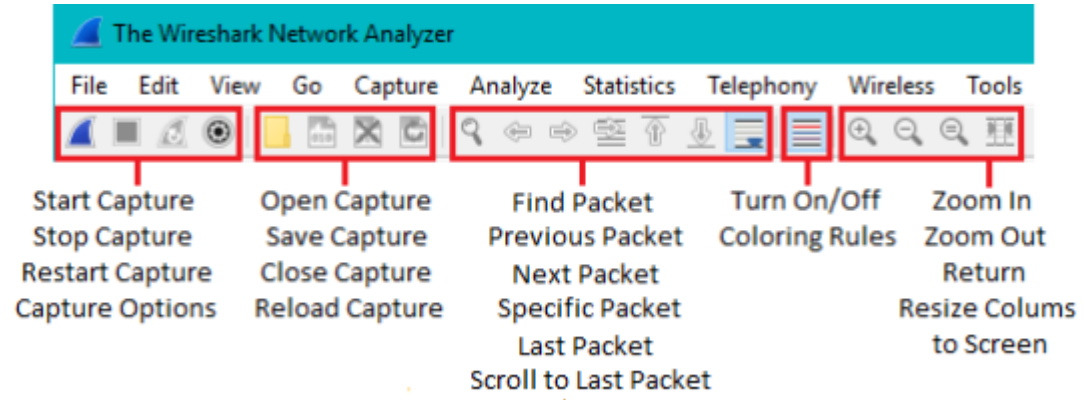 The Wireshark Network Analyzer
File Edit View Go Capture Analyze Statistics Telephony Wireless Tools
Start Capture
Stop Capture
Restart Capture
Capture Options
Open Capture
Save Capture
Close Capture
Reload Capture
Find Packet
Previous Packet
Next Packet
Specific Packet
Last Packet
Scroll to Last Packet
Turn On/Off
Coloring Rules
Zoom In
Zoom Out
Return
Resize Colums
to Screen